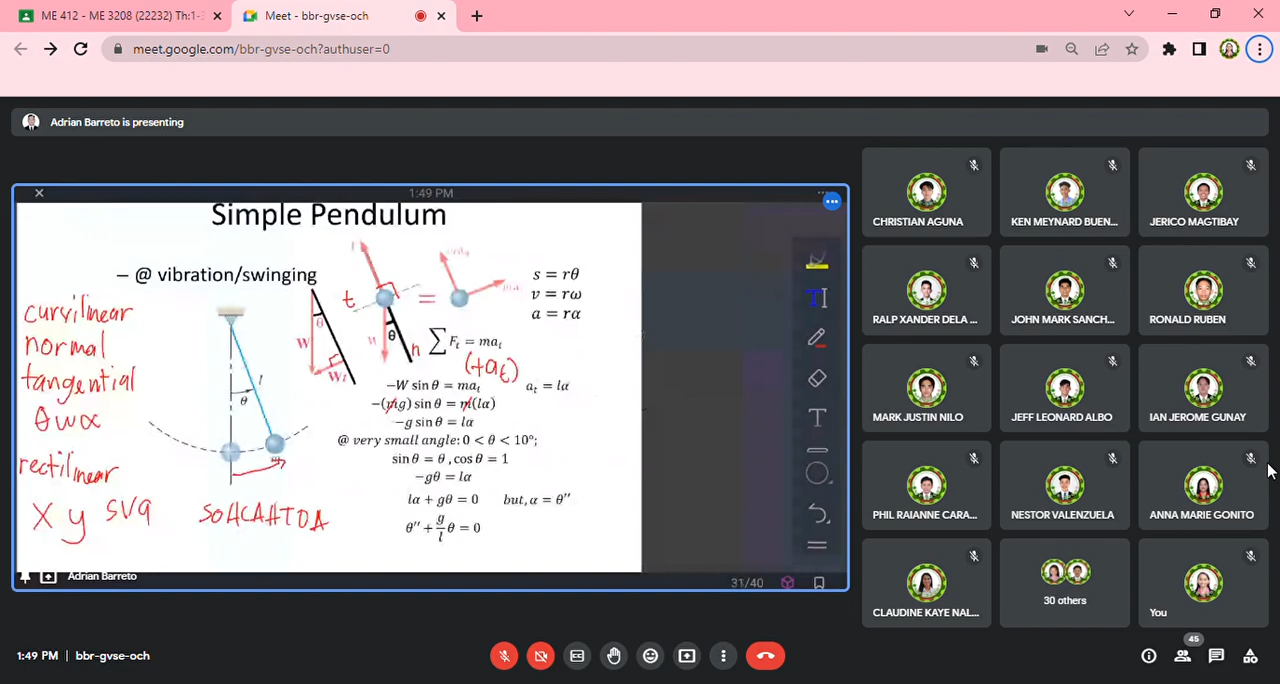 ME 412 - ME 3208 (22232) Th:1-3
Meet - bbr-gvse-och
meet.google.com/bbr-gvse-och?authuser=0
Adrian Barreto is presenting
1:49 PM
Simple Pendulum
– @ vibration/swinging
curvilinear
normal
tangential
θωα
rectilinear
x y sva
SOHCAHTOA
θ
l
m
θ
W
Wt
t
θ
n
=
s = rθ
v = rω
a = rα
∑ Ft = mat
(+at)
−W sin θ = mat
at = lα
−(mg) sin θ = m(lα)
−g sin θ = lα
@ very small angle: 0 < θ < 10°;
sin θ = θ , cos θ = 1
−gθ = lα
lα + gθ = 0 but, α = θ″
θ″ + g/l θ = 0
T
T
31/40
Adrian Barreto
CHRISTIAN AGUNA
KEN MEYNARD BUEN...
JERICO MAGTIBAY
RALP XANDER DELA ...
JOHN MARK SANCH...
RONALD RUBEN
MARK JUSTIN NILO
JEFF LEONARD ALBO
IAN JEROME GUNAY
PHIL RAIANNE CARA...
NESTOR VALENZUELA
ANNA MARIE GONITO
CLAUDINE KAYE NAL...
30 others
You
1:49 PM | bbr-gvse-och
45